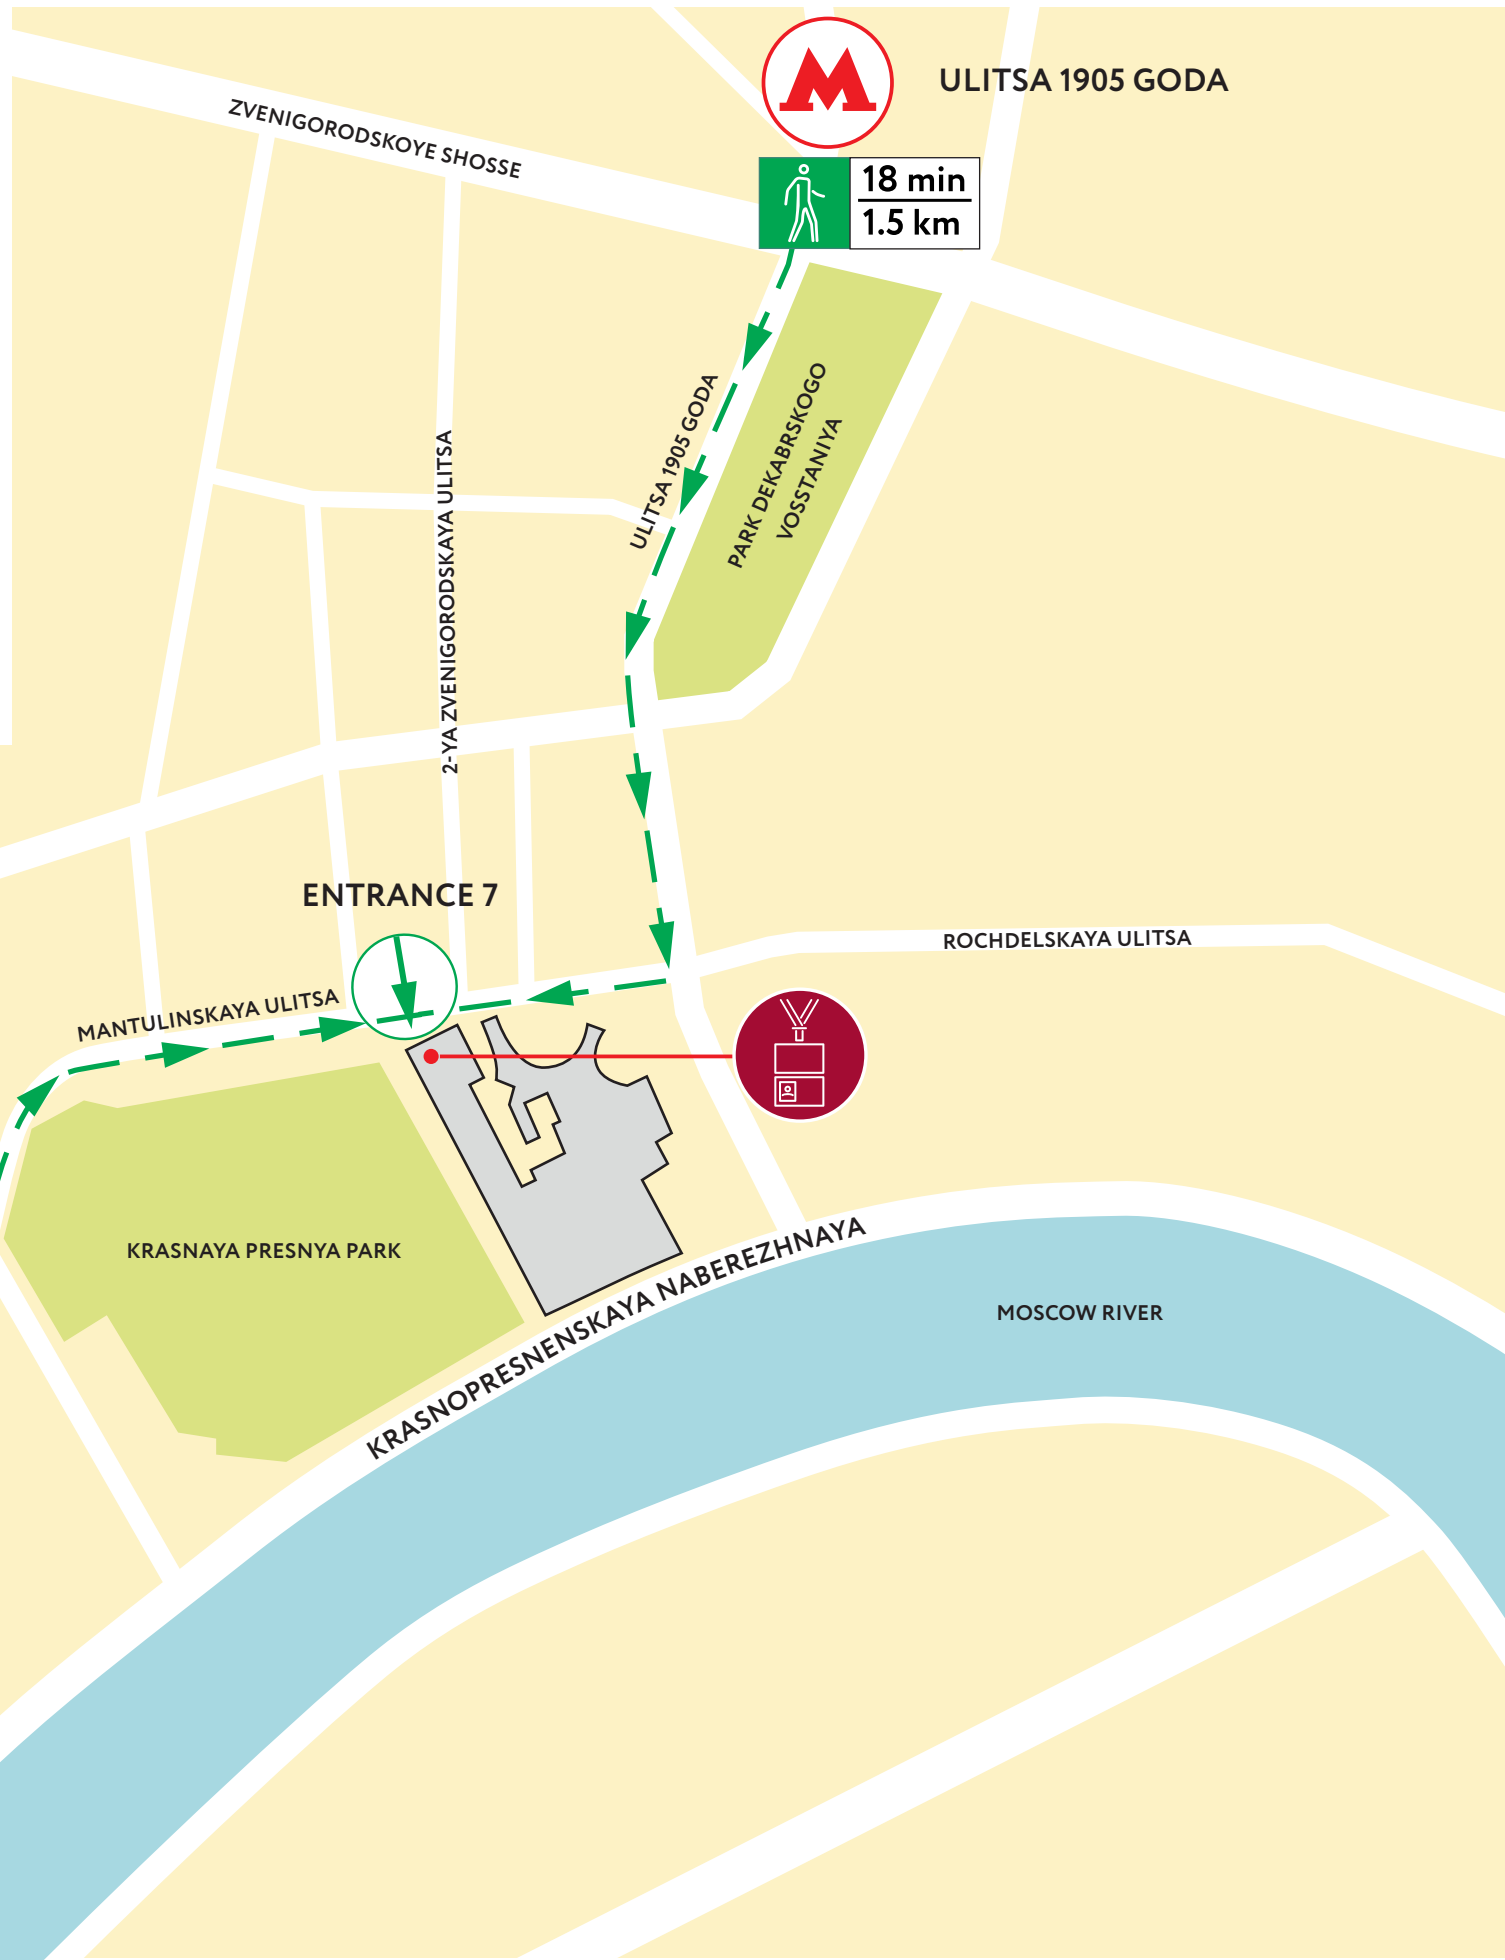 M
ULITSA 1905 GODA
ZVENIGORODSKOYE SHOSSE
18 min
1.5 km
ULITSA 1905 GODA
PARK DEKABRSKOGO
VOSSTANIYA
2-YA ZVENIGORODSKAYA ULITSA
ENTRANCE 7
ROCHDELSKAYA ULITSA
MANTULINSKAYA ULITSA
KRASNAYA PRESNYA PARK
KRASNOPRESNENSKAYA NABEREZHNAYA
MOSCOW RIVER